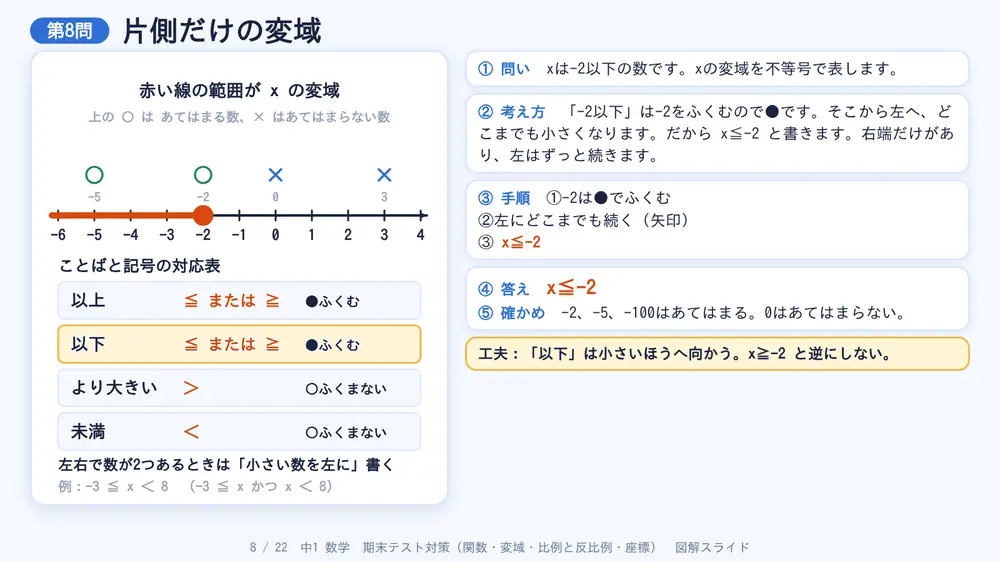 第8問 片側だけの変域
赤い線の範囲が x の変域
上の ○ は あてはまる数、× はあてはまらない数
○ ○ × ×
-5 -2 0 3
-6 -5 -4 -3 -2 -1 0 1 2 3 4
ことばと記号の対応表
以上 ≦ または ≧ ●ふくむ
以下 ≦ または ≧ ●ふくむ
より大きい > ○ふくまない
未満 < ○ふくまない
左右で数が2つあるときは「小さい数を左に」書く
例：-3 ≦ x < 8 （-3 ≦ x かつ x < 8）
① 問い xは-2以下の数です。xの変域を不等号で表します。
② 考え方 「-2以下」は-2をふくむので●です。そこから左へ、ど
こまでも小さくなります。だから x≦-2 と書きます。右端だけがあ
り、左はずっと続きます。
③ 手順 ①-2は●でふくむ
②左にどこまでも続く（矢印）
③ x≦-2
④ 答え x≦-2
⑤ 確かめ -2、-5、-100はあてはまる。0はあてはまらない。
工夫：「以下」は小さいほうへ向かう。x≧-2 と逆にしない。
8 / 22 中1 数学 期末テスト対策（関数・変域・比例と反比例・座標） 図解スライド